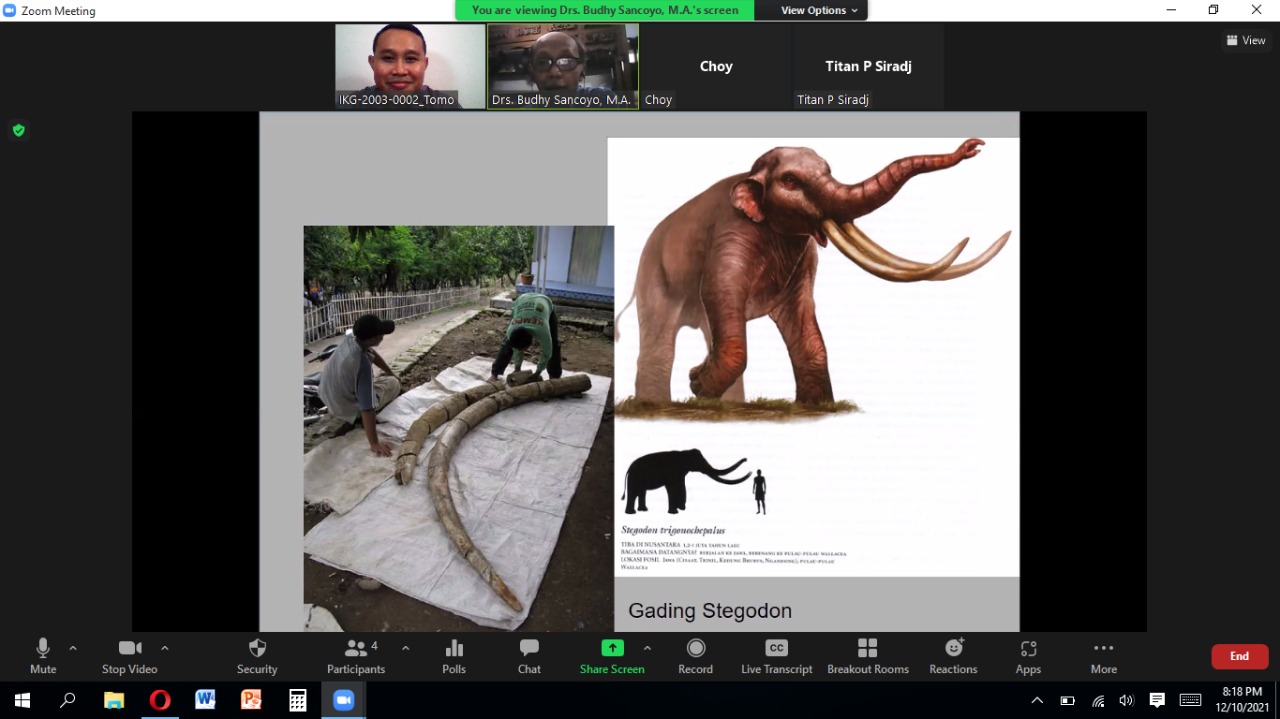 Zoom Meeting
You are viewing Drs. Budhy Sancoyo, M.A.'s screen
View Options
View
IKG-2003-0002_Tomo
Drs. Budhy Sancoyo, M.A.
Choy
Choy
Titan P Siradj
Titan P Siradj
Stegodon trigonochepalus
TIBA DI NUSANTARA 1,2-1 JUTA TAHUN LALU
BAGAIMANA DATANGNYA? BERJALAN KE JAWA, BERENANG KE PULAU-PULAU WALLACEA
LOKASI FOSIL JAWA (CISAAT, TRINIL, KEDUNG BRUBUS, NGANDONG), PULAU-PULAU
WALLACEA
Gading Stegodon
Mute
Stop Video
Security
4
Participants
Polls
Chat
Share Screen
Record
CC
Live Transcript
Breakout Rooms
Reactions
Apps
More
End
8:18 PM
12/10/2021